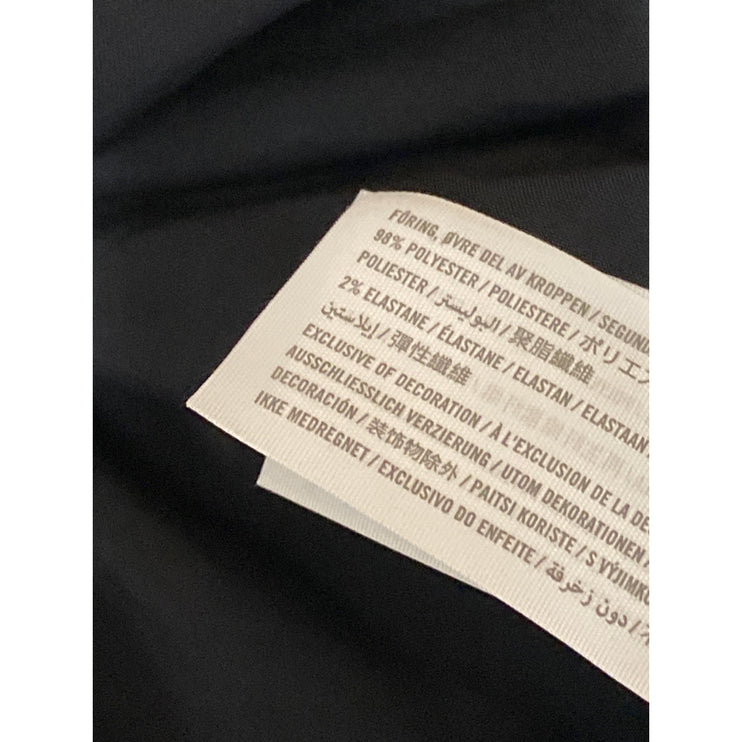 FÔRING, ØVRE DEL AV KROPPEN / SEGUND
98% POLYESTER / POLIESTERE /
POLIESTER / البوليستر / 聚脂纖維 / ポリエス
2% ELASTANE / ÉLASTANE / ELASTAN / ELASTAAN
إيلاستين / 彈性纖維
EXCLUSIVE OF DECORATION / À L'EXCLUSION DE LA DE
AUSSCHLIESSLICH VERZIERUNG / UTOM DEKORATIONEN /
DECORACIÓN / 装饰物除外 / PAITSI KORISTE / S VÝJIMKO
IKKE MEDREGNET / EXCLUSIVO DO ENFEITE / دون زخرفة /